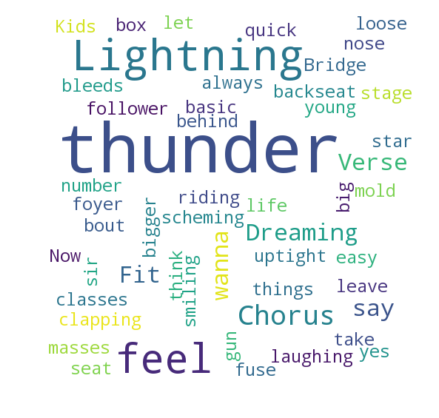 Kids box let quick loose
nose
Lightning Bridge
bleeds always backseat stage
follower basic young
behind
thunder star
Verse
number riding big mold
foyer scheming life
bout bigger Dreaming
Now sir Fit think smiling wanna uptight easy
classes things leave
clapping Chorus say
masses feel gun take yes
seat laughing
fuse